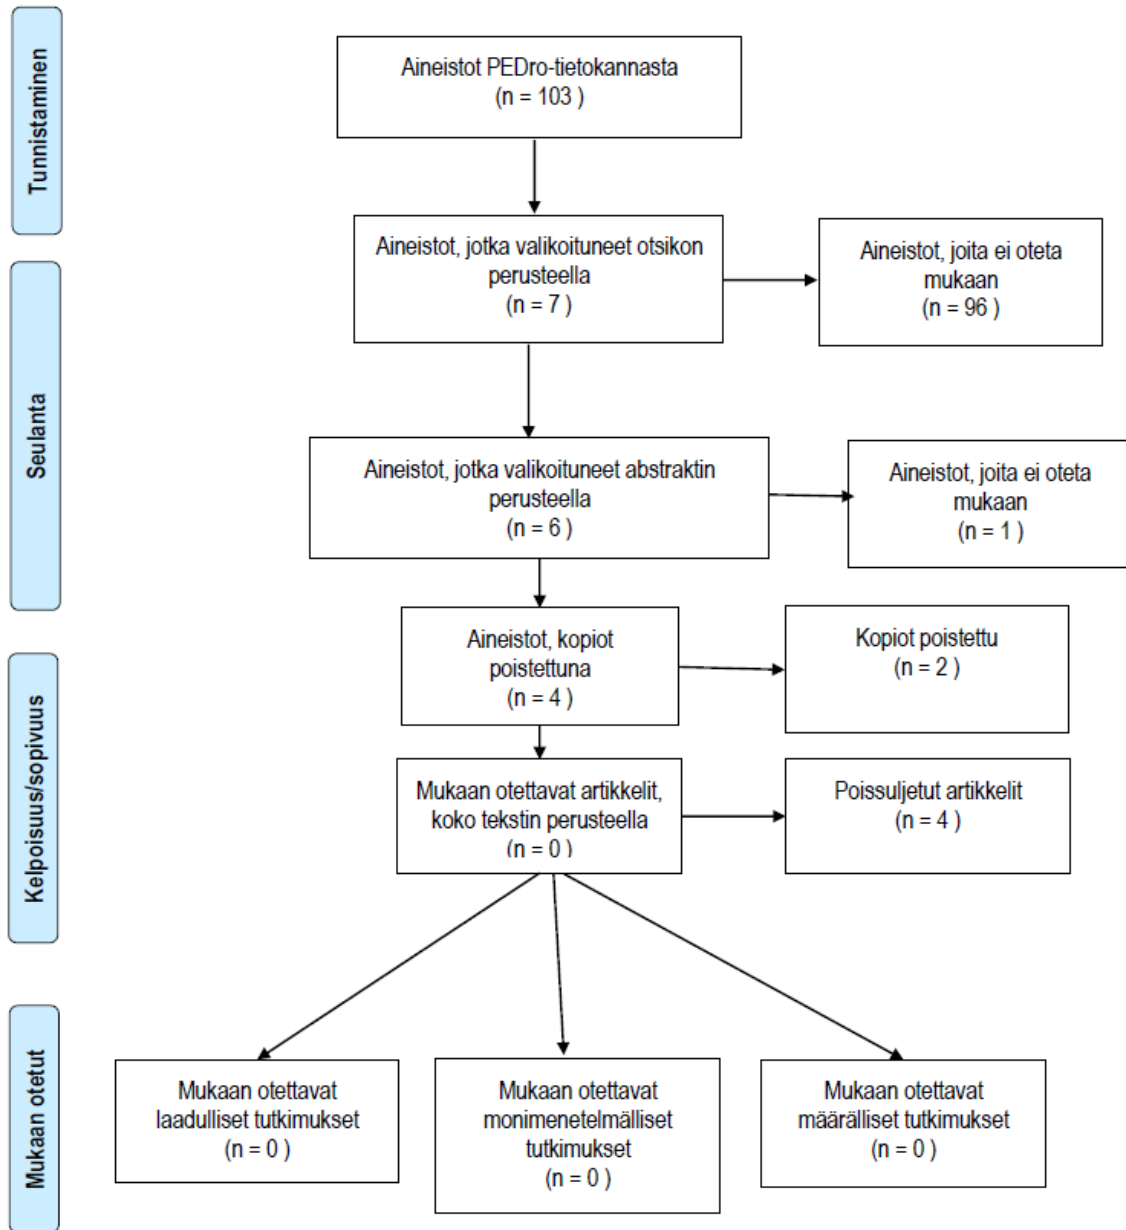 Tunnistaminen
Aineistot PEDro-tietokannasta
(n = 103 )
Aineistot, jotka valikoituneet otsikon
perusteella
(n = 7 )
Aineistot, joita ei oteta
mukaan
(n = 96 )
Seulanta
Aineistot, jotka valikoituneet abstraktin
perusteella
(n = 6 )
Aineistot, joita ei oteta
mukaan
(n = 1 )
Aineistot, kopiot
poistettuna
(n = 4 )
Kopiot poistettu
(n = 2 )
Kelpoisuus/sopivuus
Mukaan otettavat artikkelit,
koko tekstin perusteella
(n = 0 )
Poissuljetut artikkelit
(n = 4 )
Mukaan otetut
Mukaan otettavat
laadulliset tutkimukset
(n = 0 )
Mukaan otettavat
monimenetelmälliset
tutkimukset
(n = 0 )
Mukaan otettavat
määrälliset tutkimukset
(n = 0 )